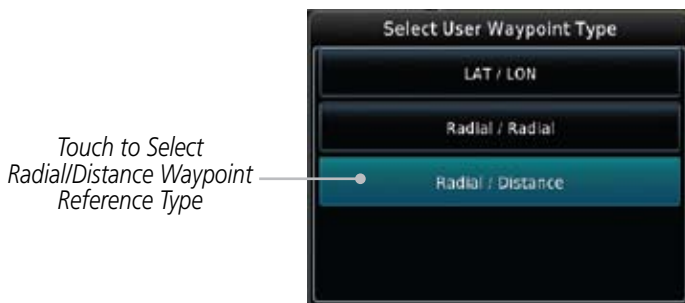 Select User Waypoint Type
LAT / LON
Radial / Radial
Radial / Distance
Touch to Select
Radial/Distance Waypoint
Reference Type